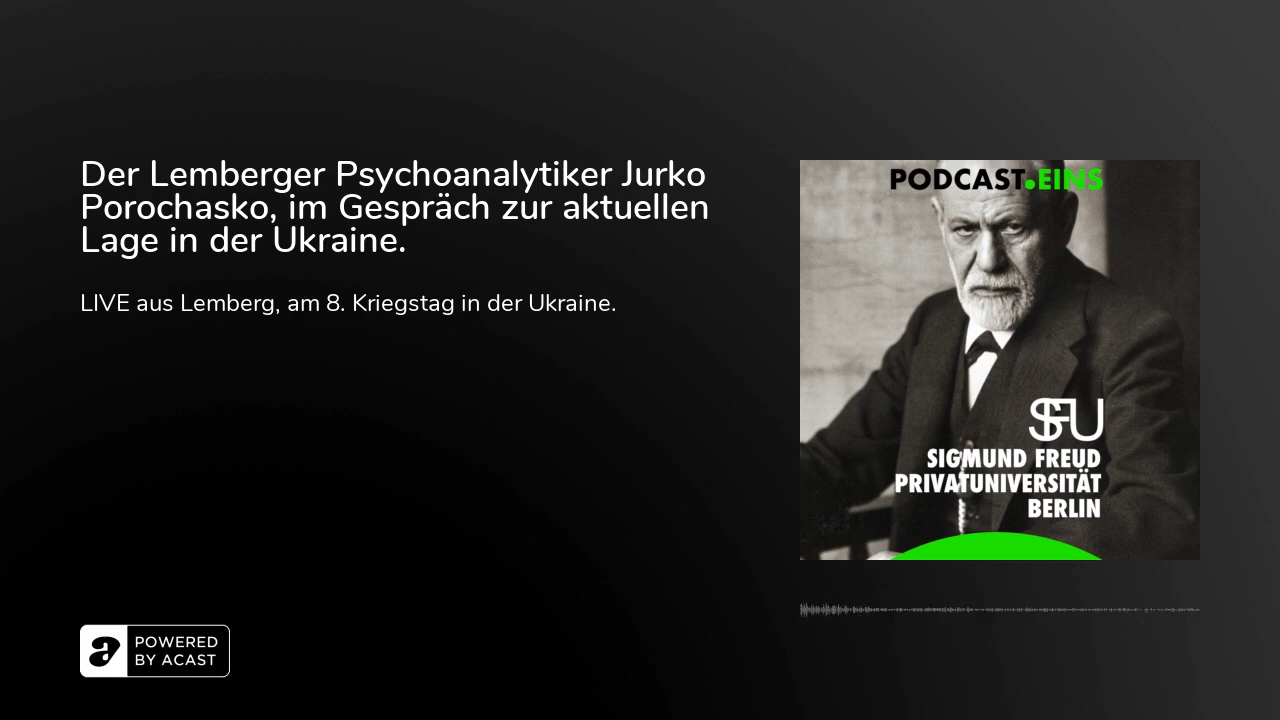 Der Lemberger Psychoanalytiker Jurko
Porochasko, im Gespräch zur aktuellen
Lage in der Ukraine.
LIVE aus Lemberg, am 8. Kriegstag in der Ukraine.
PODCAST.EINS
SFU
SIGMUND FREUD
PRIVATUNIVERSITÄT
BERLIN
a
POWERED
BY ACAST